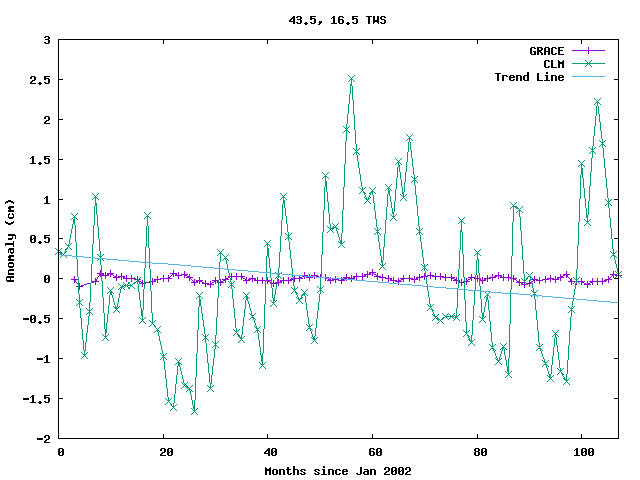 43.5, 16.5 TWS
GRACE
CLM
Trend Line
Anomaly (cm)
3
2.5
2
1.5
1
0.5
0
-0.5
-1
-1.5
-2
0 20 40 60 80 100
Months since Jan 2002